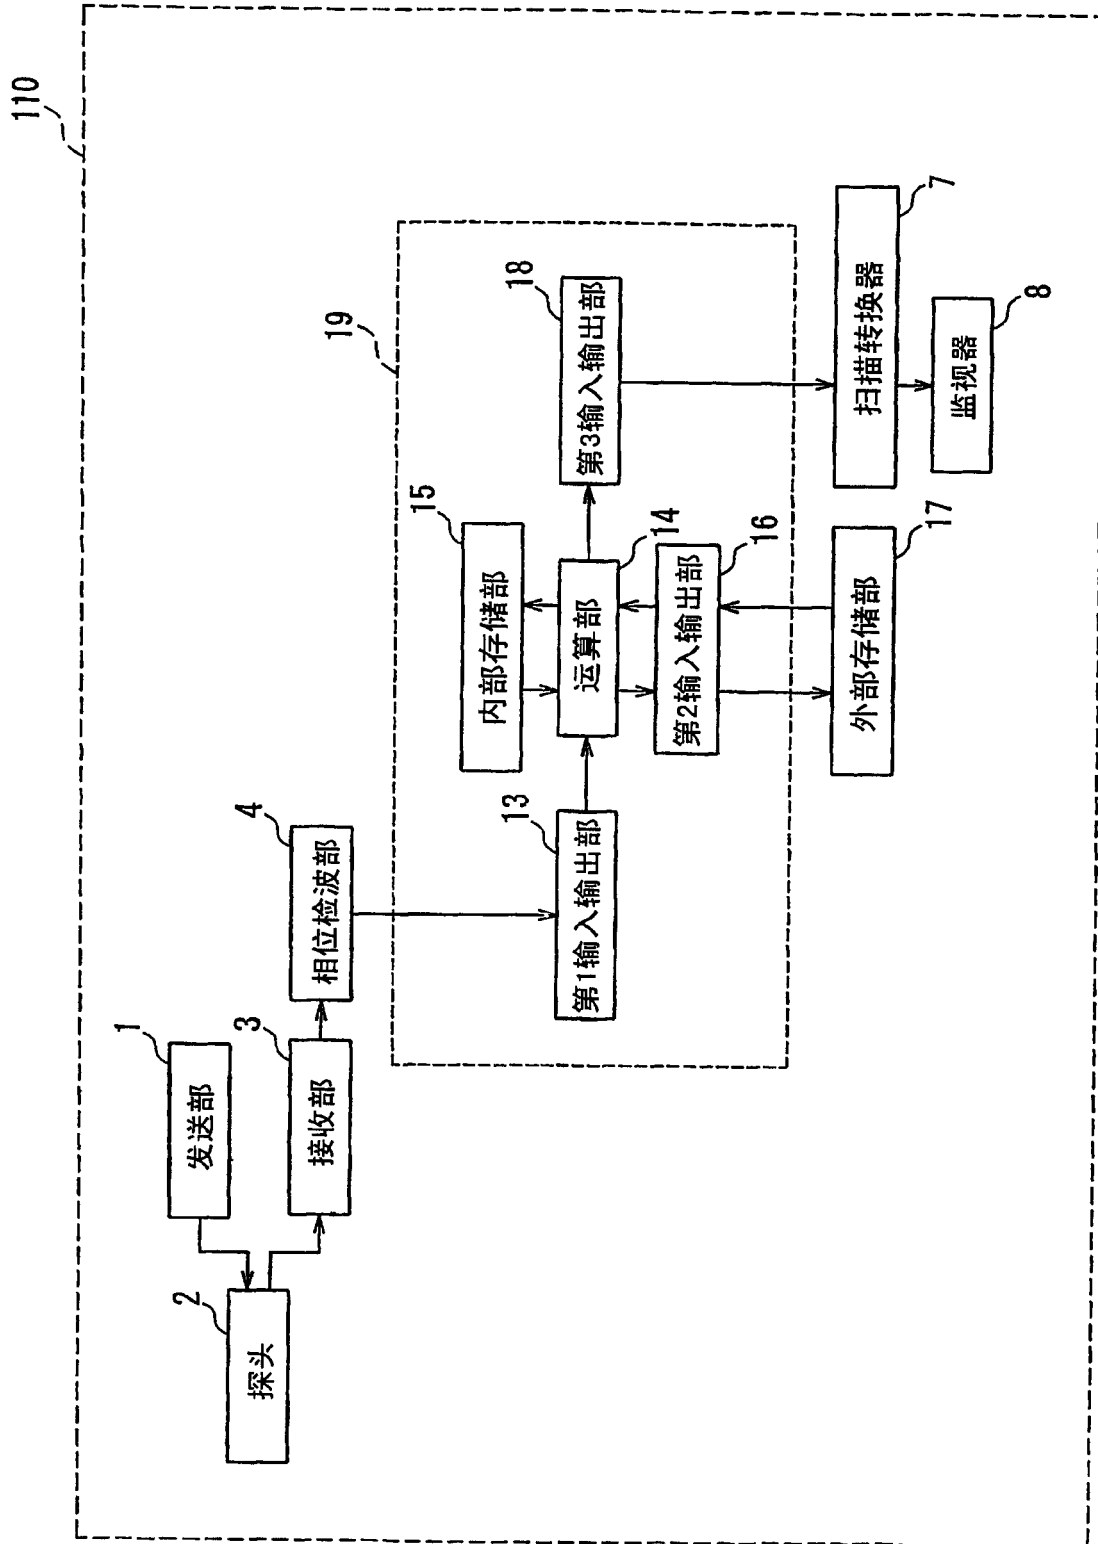 110
1
发送部
2
探头
3
接收部
4
相位检波部
19
13
第1输入输出部
15
内部存储部
14
运算部
16
第2输入输出部
17
外部存储部
18
第3输入输出部
7
扫描转换器
8
监视器